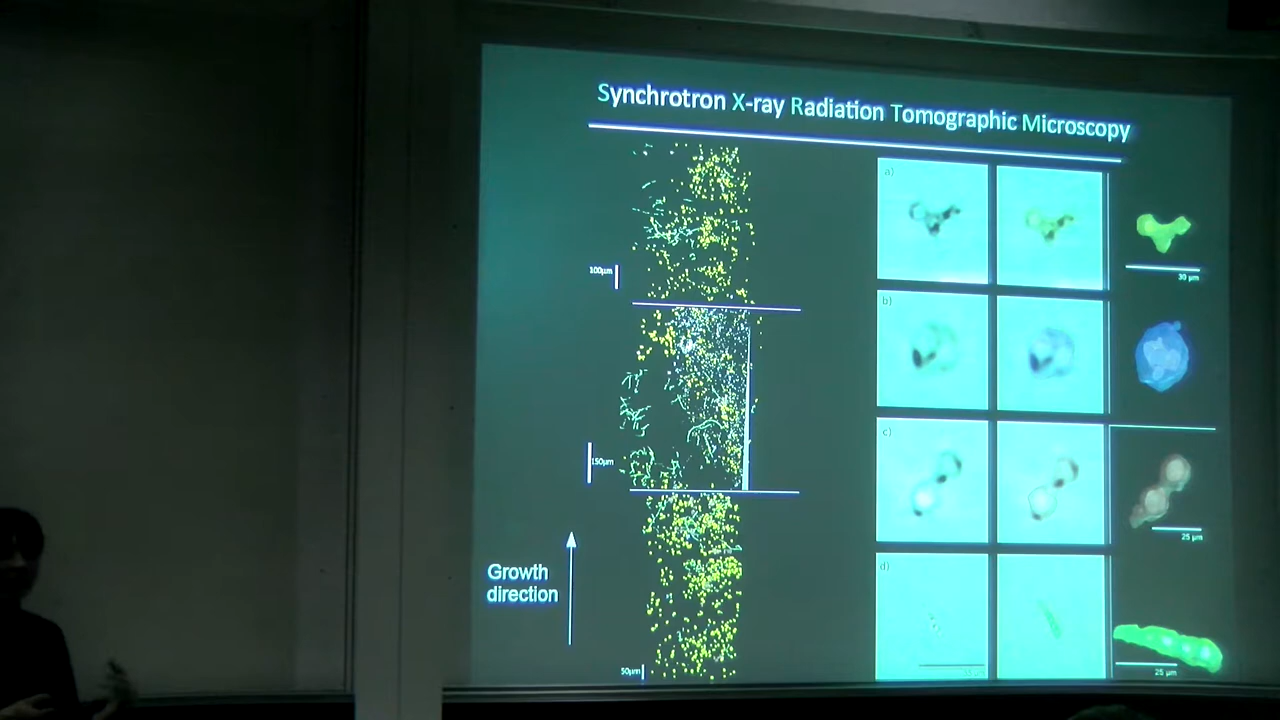 Synchrotron X-ray Radiation Tomographic Microscopy
a)
100µm
30 µm
b)
c)
150µm
25 µm
Growth
direction
d)
50µm
25 µm